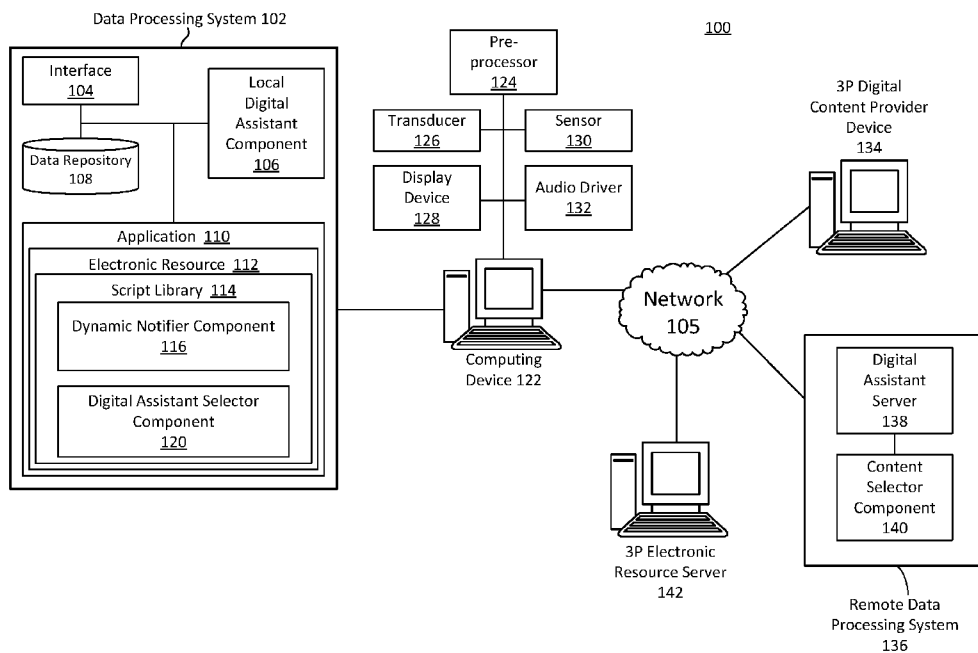 Data Processing System 102
Interface
104
Local
Digital
Assistant
Component
106
Data Repository
108
Application 110
Electronic Resource 112
Script Library 114
Dynamic Notifier Component
116
Digital Assistant Selector
Component
120
100
Pre-
processor
124
Transducer
126
Sensor
130
Display
Device
128
Audio Driver
132
Computing
Device 122
Network
105
3P Digital
Content Provider
Device
134
3P Electronic
Resource Server
142
Digital
Assistant
Server
138
Content
Selector
Component
140
Remote Data
Processing System
136